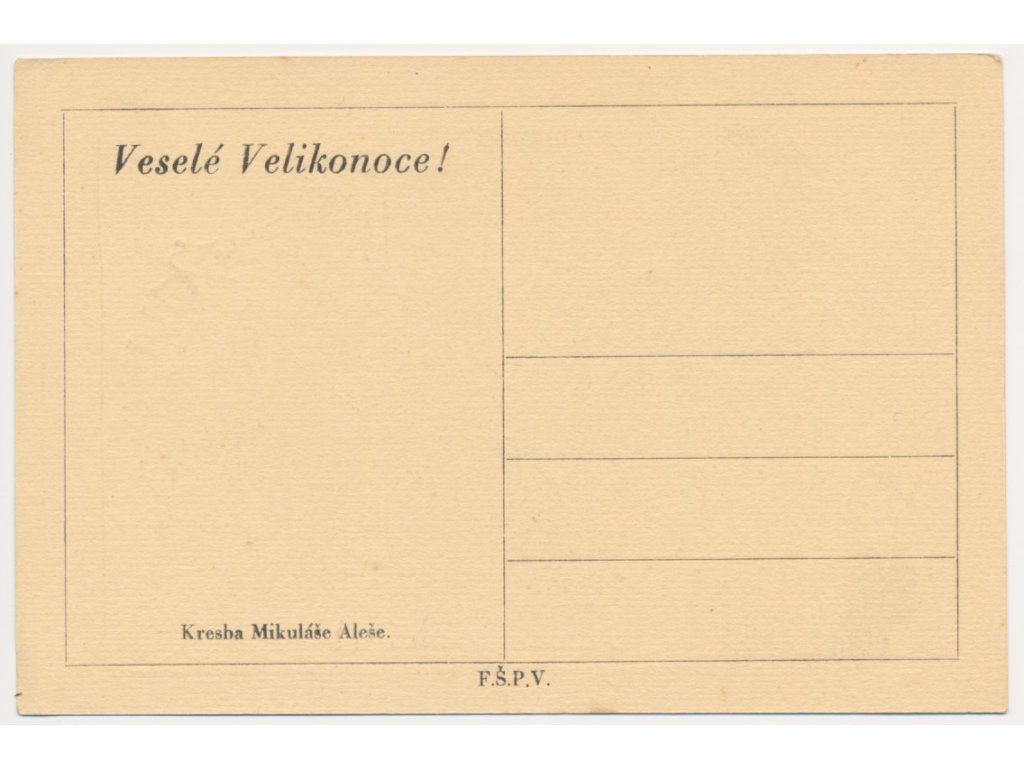 Veselé Velikonoce!
Kresba Mikuláše Aleše.
F.Š.P.V.